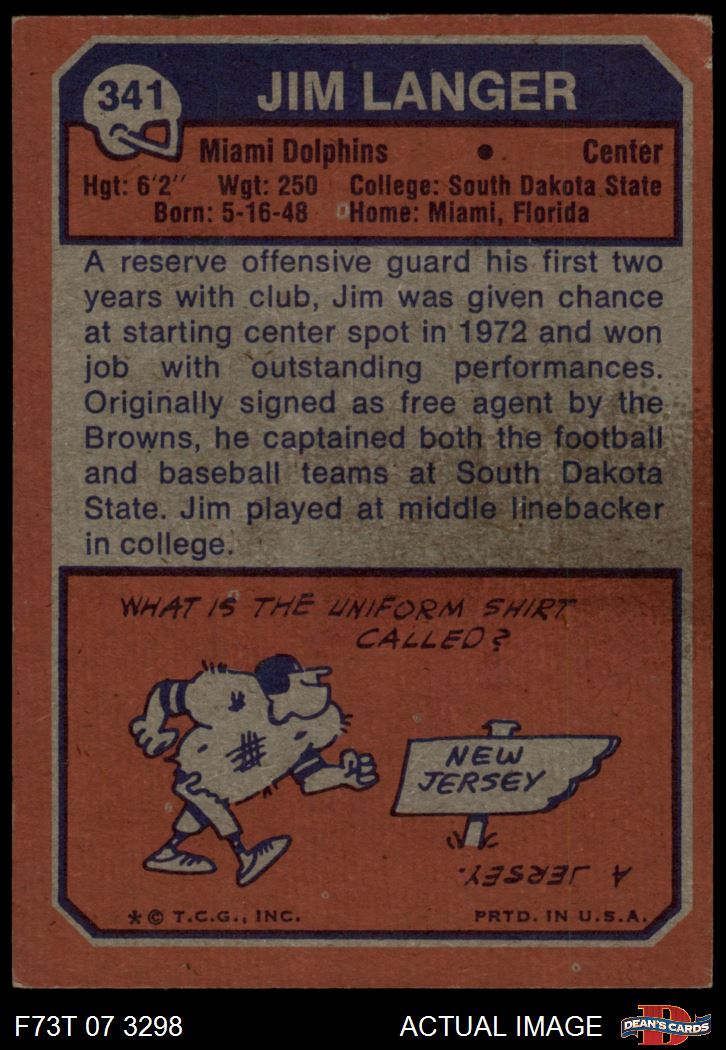 341
JIM LANGER
Miami Dolphins • Center
Hgt: 6'2" Wgt: 250 College: South Dakota State
Born: 5-16-48 Home: Miami, Florida
A reserve offensive guard his first two
years with club, Jim was given chance
at starting center spot in 1972 and won
job with outstanding performances.
Originally signed as free agent by the
Browns, he captained both the football
and baseball teams at South Dakota
State. Jim played at middle linebacker
in college.
WHAT IS THE UNIFORM SHIRT
CALLED?
NEW
JERSEY
A JERSEY.
* © T.C.G., INC. PRTD. IN U.S.A.
F73T 07 3298 ACTUAL IMAGE
D
DEAN'S CARDS